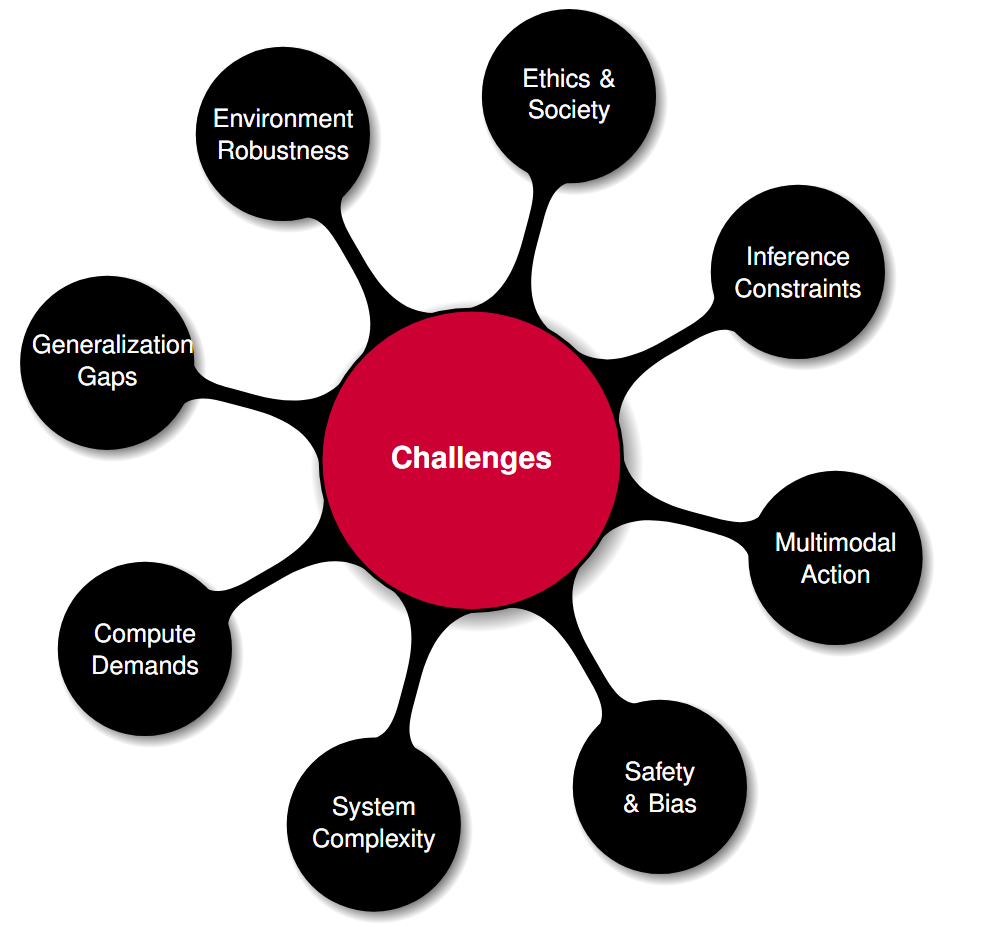 Ethics &
Society
Environment
Robustness
Inference
Constraints
Generalization
Gaps
Challenges
Multimodal
Action
Compute
Demands
Safety
& Bias
System
Complexity